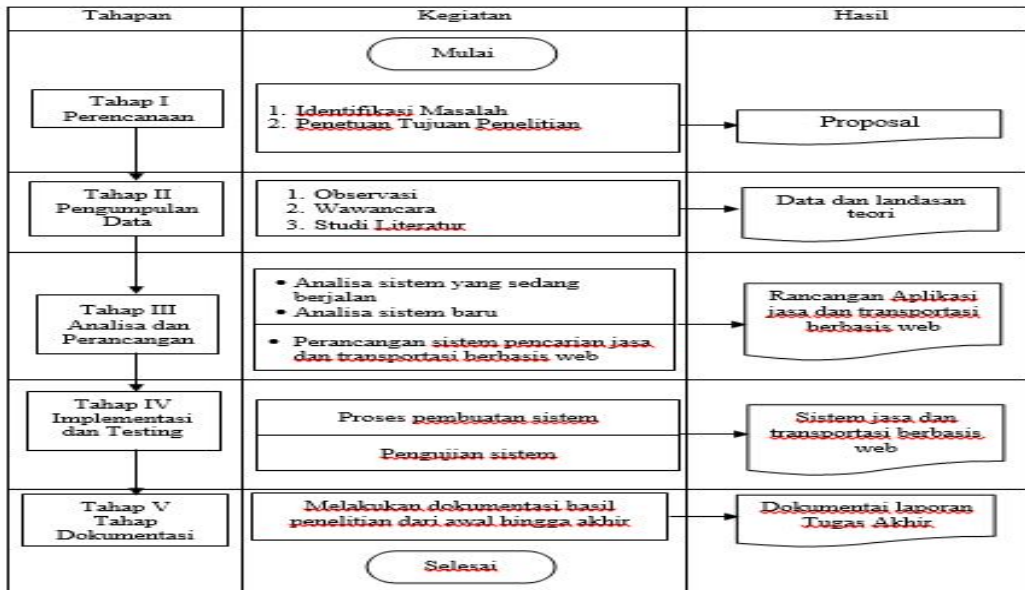 Tahapan
Kegiatan
Hasil
Mulai
Tahap I
Perencanaan
1. Identifikasi Masalah
2. Penetuan Tujuan Penelitian
Proposal
Tahap II
Pengumpulan
Data
1. Observasi
2. Wawancara
3. Studi Literatur
Data dan landasan
teori
Tahap III
Analisa dan
Perancangan
• Analisa sistem yang sedang
berjalan
• Analisa sistem baru
• Perancangan sistem pencarian jasa
dan transportasi berbasis web
Rancangan Aplikasi
jasa dan transportasi
berbasis web
Tahap IV
Implementasi
dan Testing
Proses pembuatan sistem
Pengujian sistem
Sistem jasa dan
transportasi berbasis
web
Tahap V
Tahap
Dokumentasi
Melakukan dokumentasi hasil
penelitian dari awal hingga akhir
Dokumentai laporan
Tugas Akhir
Selesai